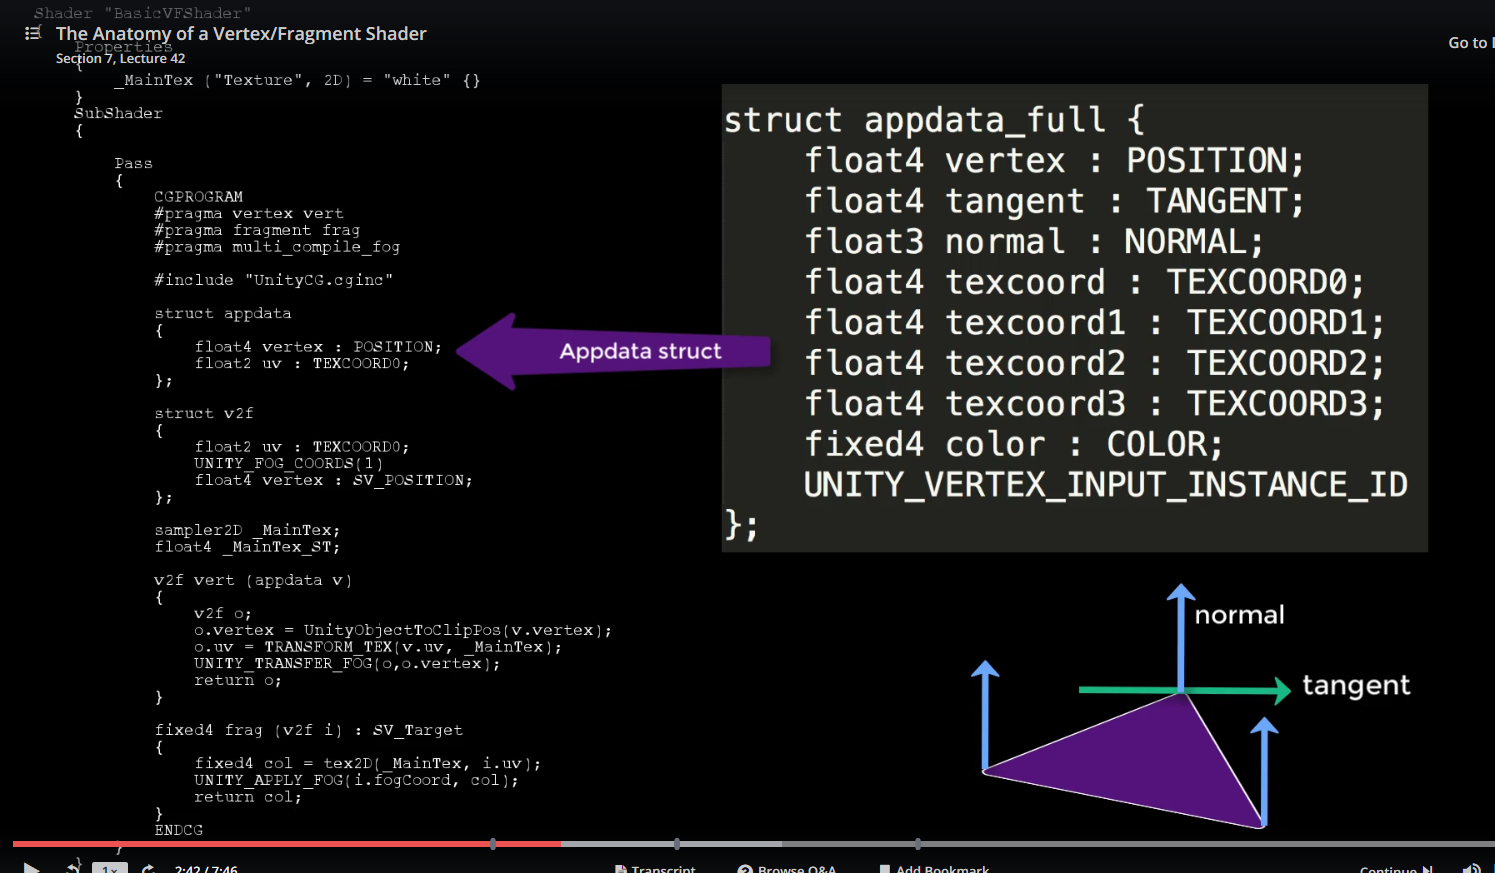 Shader "BasicVFShader"
{
The Anatomy of a Vertex/Fragment Shader
Go to
Properties
Section 7, Lecture 42
{
_MainTex ("Texture", 2D) = "white" {}
}
SubShader
{
Pass
{
CGPROGRAM
#pragma vertex vert
#pragma fragment frag
#pragma multi_compile_fog
#include "UnityCG.cginc"
struct appdata
{
float4 vertex : POSITION;
float2 uv : TEXCOORD0;
};
struct v2f
{
float2 uv : TEXCOORD0;
UNITY_FOG_COORDS(1)
float4 vertex : SV_POSITION;
};
sampler2D _MainTex;
float4 _MainTex_ST;
v2f vert (appdata v)
{
v2f o;
o.vertex = UnityObjectToClipPos(v.vertex);
o.uv = TRANSFORM_TEX(v.uv, _MainTex);
UNITY_TRANSFER_FOG(o,o.vertex);
return o;
}
fixed4 frag (v2f i) : SV_Target
{
fixed4 col = tex2D(_MainTex, i.uv);
UNITY_APPLY_FOG(i.fogCoord, col);
return col;
}
ENDCG
}
}
Appdata struct
struct appdata_full {
float4 vertex : POSITION;
float4 tangent : TANGENT;
float3 normal : NORMAL;
float4 texcoord : TEXCOORD0;
float4 texcoord1 : TEXCOORD1;
float4 texcoord2 : TEXCOORD2;
float4 texcoord3 : TEXCOORD3;
fixed4 color : COLOR;
UNITY_VERTEX_INPUT_INSTANCE_ID
};
normal
tangent
1x
2:42 / 7:46
Transcript
Browse Q&A
Add Bookmark
Continue